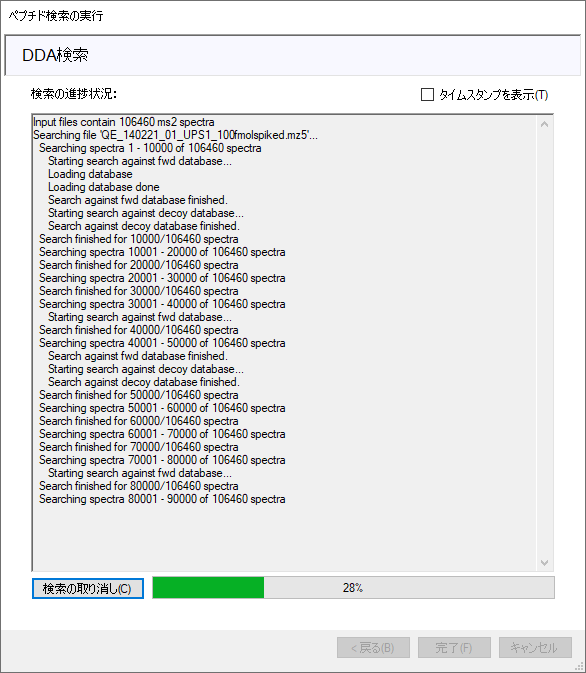 ペプチド検索の実行
DDA検索
検索の進捗状況:
タイムスタンプを表示(T)
Input files contain 106460 ms2 spectra
Searching file 'QE_140221_01_UPS1_100fmolspiked.mz5'...
Searching spectra 1 - 10000 of 106460 spectra
Starting search against fwd database...
Loading database
Loading database done
Search against fwd database finished.
Starting search against decoy database...
Search against decoy database finished.
Search finished for 10000/106460 spectra
Searching spectra 10001 - 20000 of 106460 spectra
Search finished for 20000/106460 spectra
Searching spectra 20001 - 30000 of 106460 spectra
Search finished for 30000/106460 spectra
Searching spectra 30001 - 40000 of 106460 spectra
Starting search against fwd database...
Search finished for 40000/106460 spectra
Searching spectra 40001 - 50000 of 106460 spectra
Search against fwd database finished.
Starting search against decoy database...
Search against decoy database finished.
Search finished for 50000/106460 spectra
Searching spectra 50001 - 60000 of 106460 spectra
Search finished for 60000/106460 spectra
Searching spectra 60001 - 70000 of 106460 spectra
Search finished for 70000/106460 spectra
Searching spectra 70001 - 80000 of 106460 spectra
Starting search against fwd database...
Search finished for 80000/106460 spectra
Searching spectra 80001 - 90000 of 106460 spectra
検索の取り消し(C)
28%
< 戻る(B)
完了(F)
キャンセル